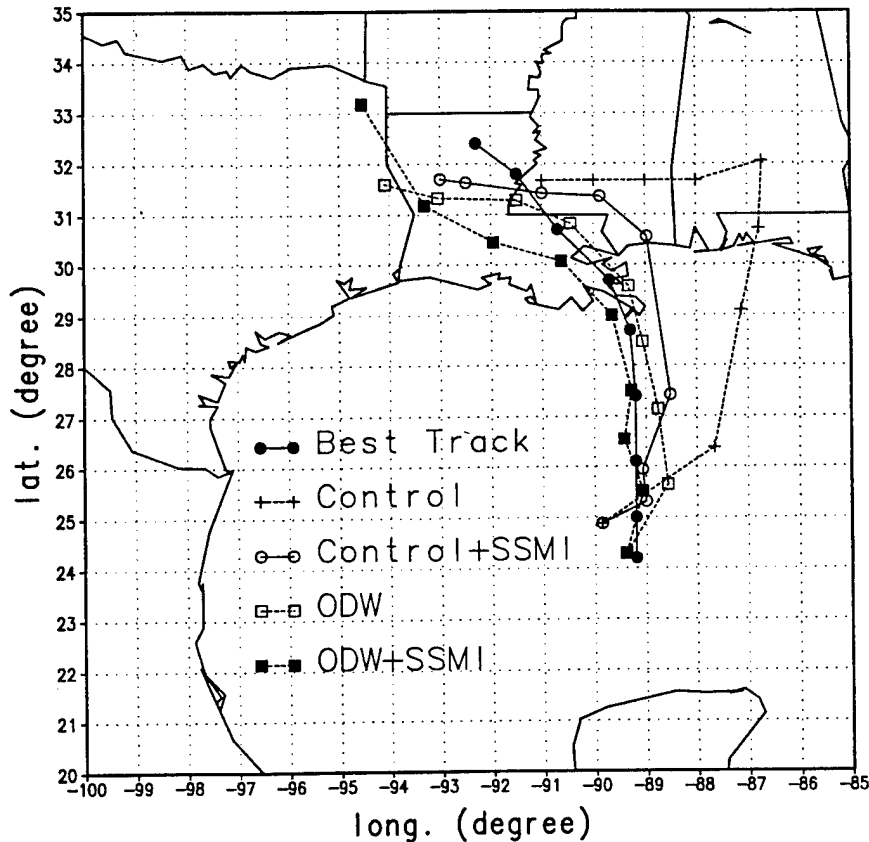 35
34
33
32
31
30
29
28
27
26
25
24
23
22
21
20
lat. (degree)
Best Track
Control
Control+SSMI
ODW
ODW+SSMI
-100 -99 -98 -97 -96 -95 -94 -93 -92 -91 -90 -89 -88 -87 -86 -85
long. (degree)